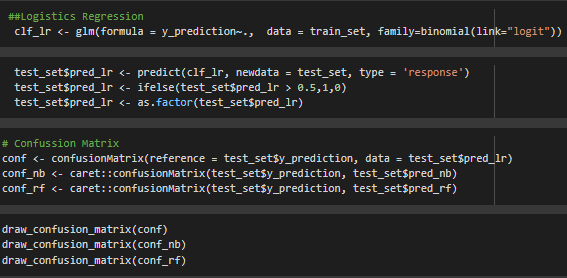 ##Logistics Regression
clf_lr <- glm(formula = y_prediction~., data = train_set, family=binomial(link="logit"))
test_set$pred_lr <- predict(clf_lr, newdata = test_set, type = 'response')
test_set$pred_lr <- ifelse(test_set$pred_lr > 0.5,1,0)
test_set$pred_lr <- as.factor(test_set$pred_lr)
# Confussion Matrix
conf <- confusionMatrix(reference = test_set$y_prediction, data = test_set$pred_lr)
conf_nb <- caret::confusionMatrix(test_set$y_prediction, test_set$pred_nb)
conf_rf <- caret::confusionMatrix(test_set$y_prediction, test_set$pred_rf)
draw_confusion_matrix(conf)
draw_confusion_matrix(conf_nb)
draw_confusion_matrix(conf_rf)